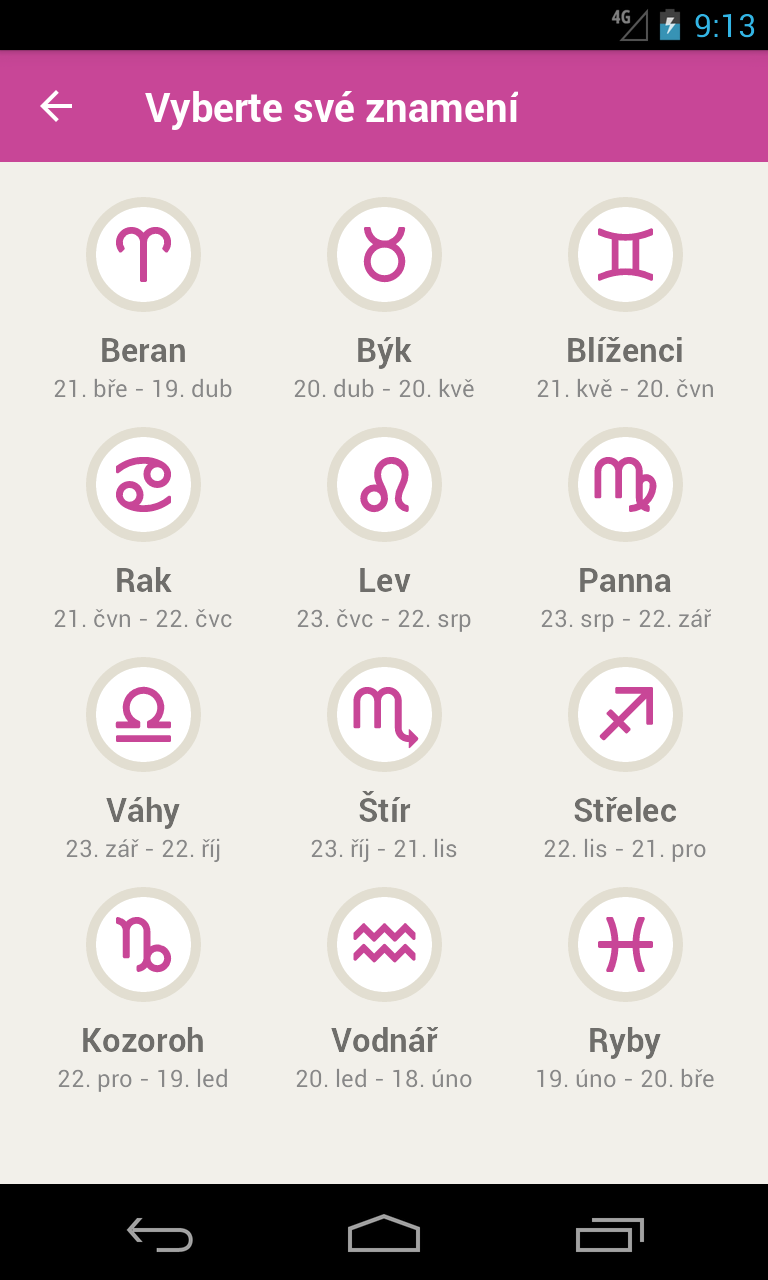 4G 9:13
Vyberte své znamení
Beran Býk Blíženci
21. bře - 19. dub 20. dub - 20. kvě 21. kvě - 20. čvn
Rak Lev Panna
21. čvn - 22. čvc 23. čvc - 22. srp 23. srp - 22. zář
Váhy Štír Střelec
23. zář - 22. říj 23. říj - 21. lis 22. lis - 21. pro
Kozoroh Vodnář Ryby
22. pro - 19. led 20. led - 18. úno 19. úno - 20. bře